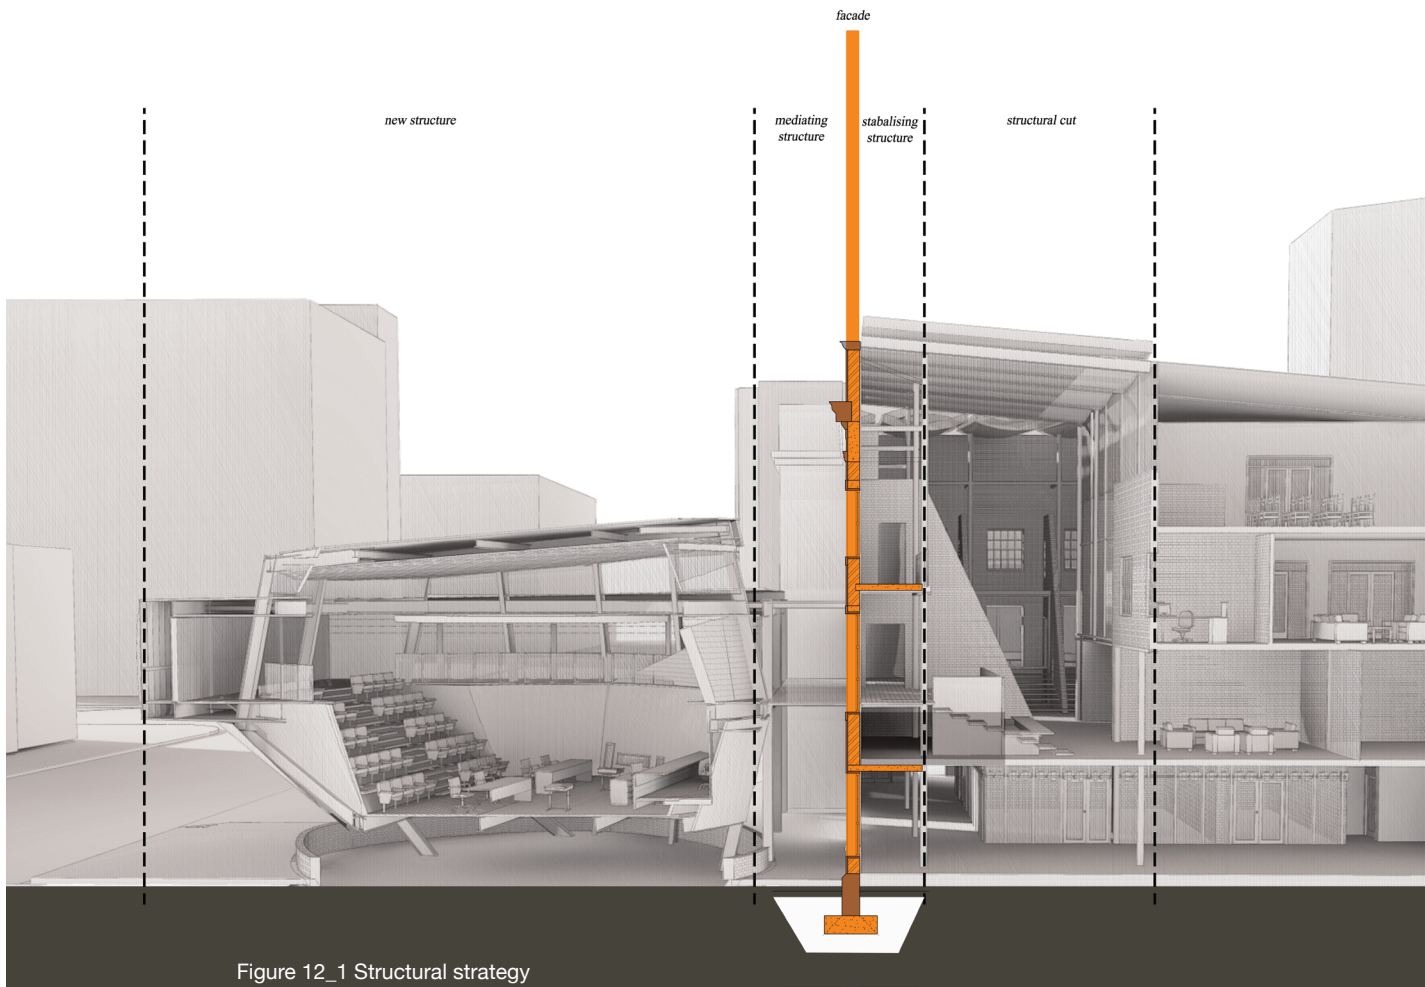 facade
new structure
mediating
structure
stabalising
structure
structural cut
Figure 12_1 Structural strategy